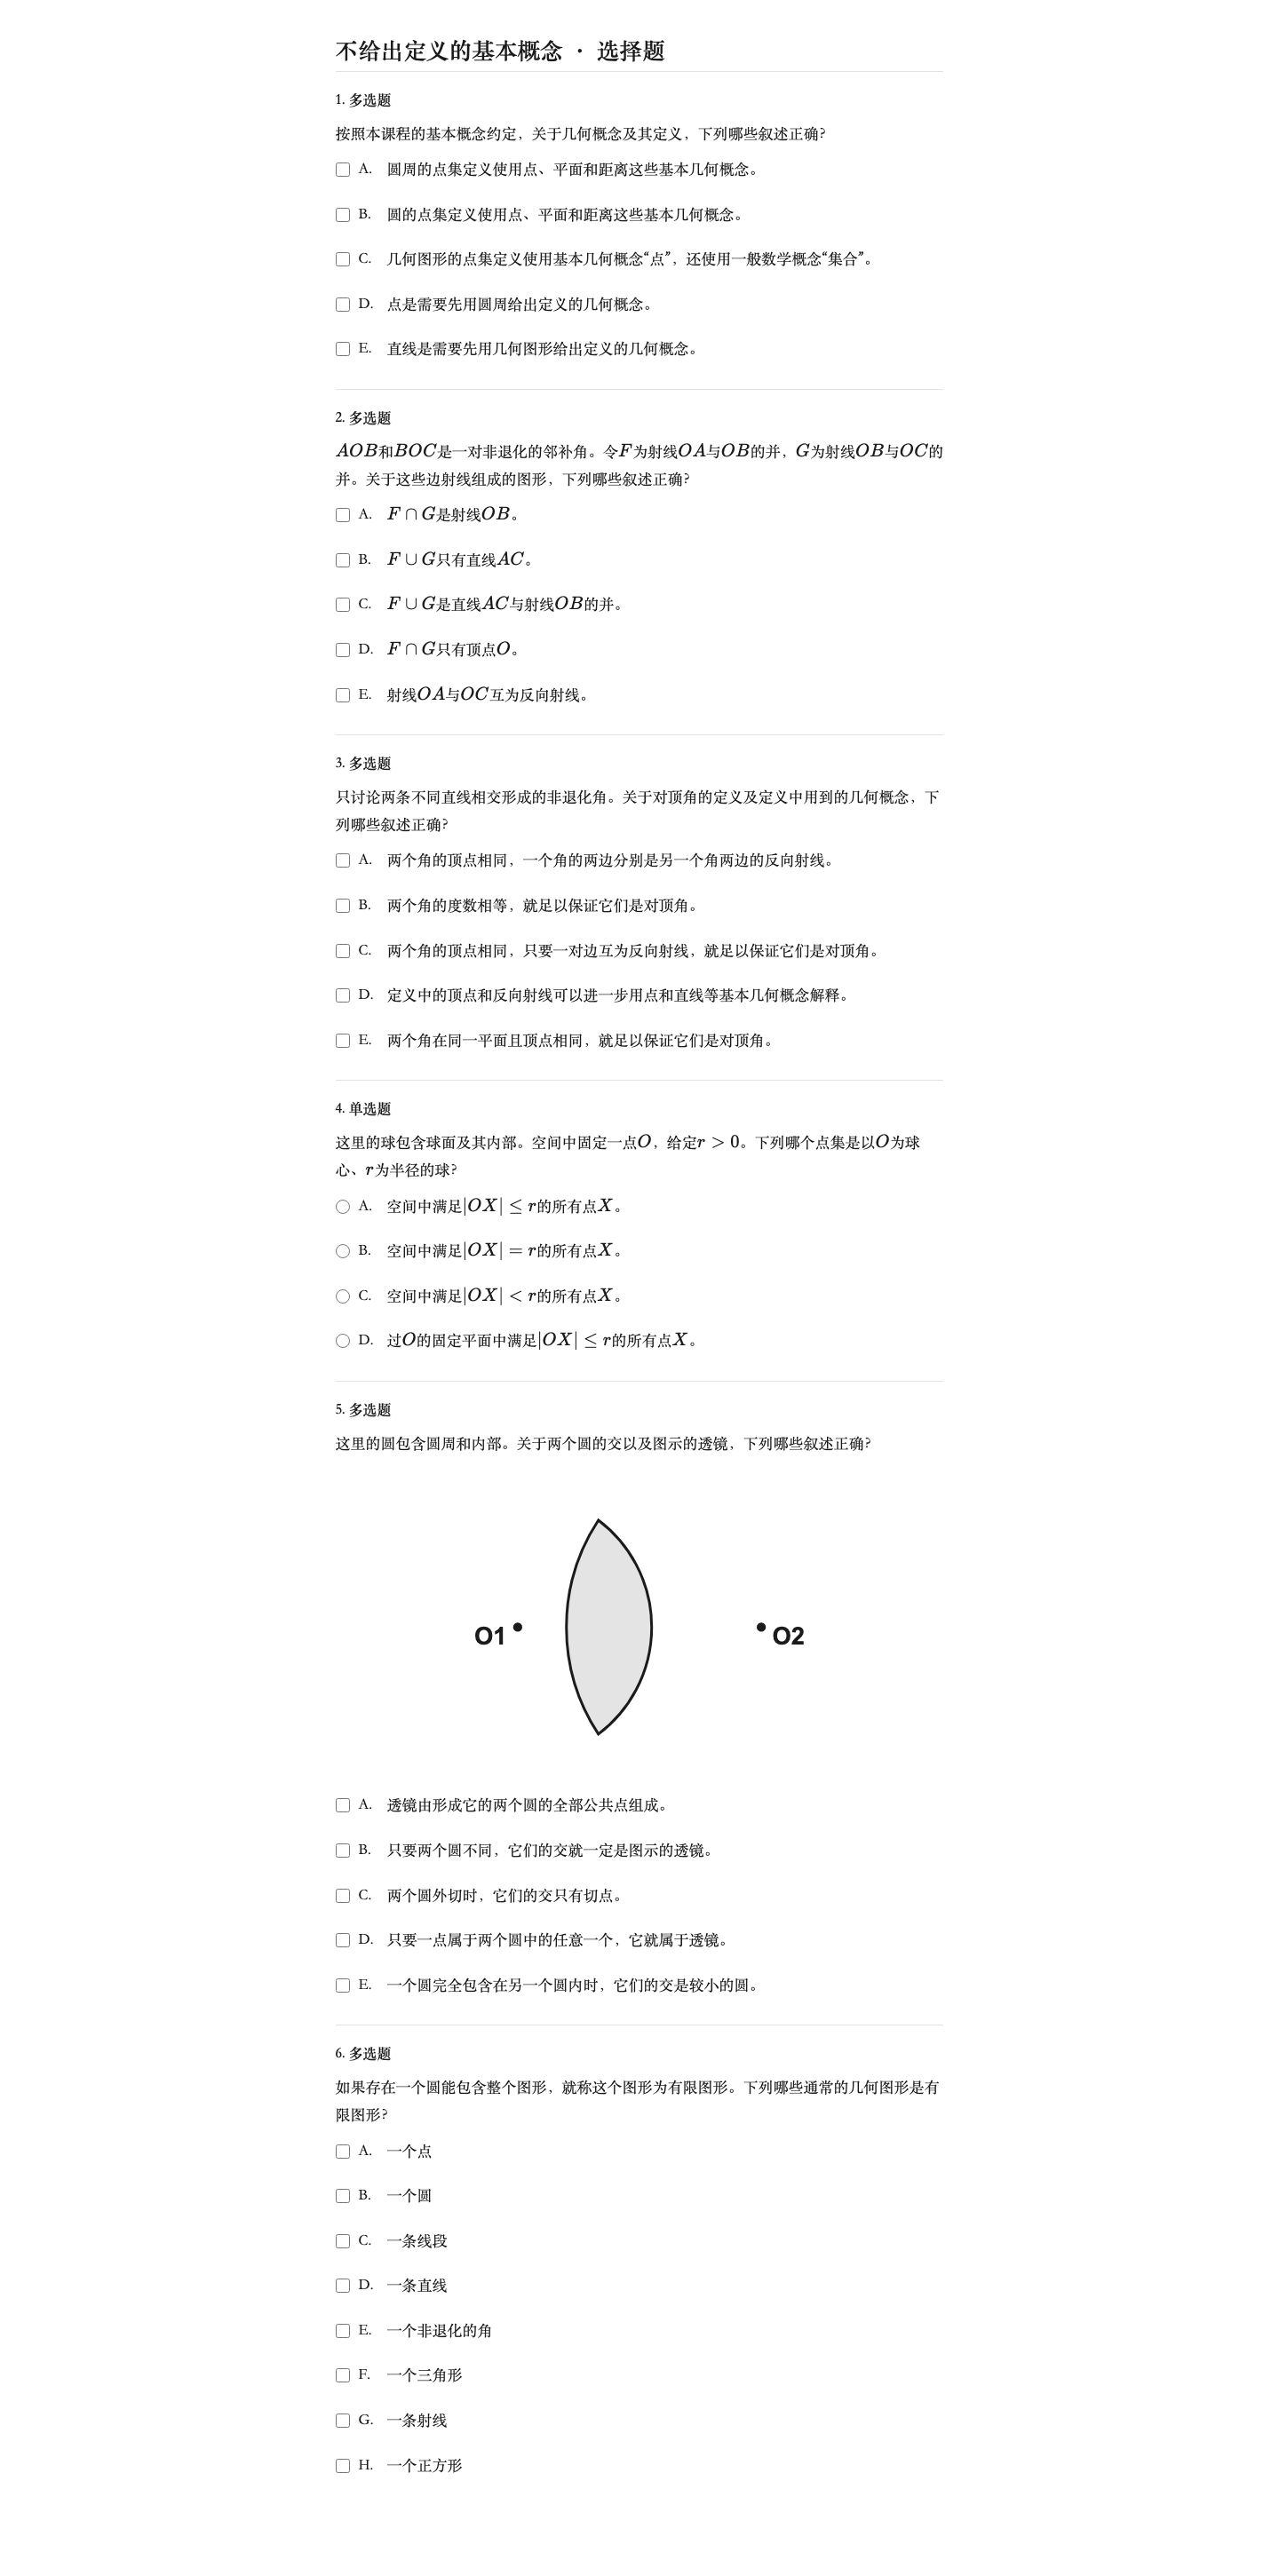 不给出定义的基本概念 · 选择题
1. 多选题
按照本课程的基本概念约定，关于几何概念及其定义，下列哪些叙述正确?
A. 圆周的点集定义使用点、平面和距离这些基本几何概念。
B. 圆的点集定义使用点、平面和距离这些基本几何概念。
C. 几何图形的点集定义使用基本几何概念“点”，还使用一般数学概念“集合”。
D. 点是需要先用圆周给出定义的几何概念。
E. 直线是需要先用几何图形给出定义的几何概念。
2. 多选题
AOB和BOC是一对非退化的邻补角。令F为射线OA与OB的并，G为射线OB与OC的
并。关于这些边射线组成的图形，下列哪些叙述正确?
A. F ∩ G是射线OB。
B. F ∪ G只有直线AC。
C. F ∪ G是直线AC与射线OB的并。
D. F ∩ G只有顶点O。
E. 射线OA与OC互为反向射线。
3. 多选题
只讨论两条不同直线相交形成的非退化角。关于对顶角的定义及定义中用到的几何概念，下
列哪些叙述正确?
A. 两个角的顶点相同，一个角的两边分别是另一个角两边的反向射线。
B. 两个角的度数相等，就足以保证它们是对顶角。
C. 两个角的顶点相同，只要一对边互为反向射线，就足以保证它们是对顶角。
D. 定义中的顶点和反向射线可以进一步用点和直线等基本几何概念解释。
E. 两个角在同一平面且顶点相同，就足以保证它们是对顶角。
4. 单选题
这里的球包含球面及其内部。空间中固定一点O，给定r > 0。下列哪个点集是以O为球
心、r为半径的球?
A. 空间中满足|OX| ≤ r的所有点X。
B. 空间中满足|OX| = r的所有点X。
C. 空间中满足|OX| < r的所有点X。
D. 过O的固定平面中满足|OX| ≤ r的所有点X。
5. 多选题
这里的圆包含圆周和内部。关于两个圆的交以及图示的透镜，下列哪些叙述正确?
O1 O2
A. 透镜由形成它的两个圆的全部公共点组成。
B. 只要两个圆不同，它们的交就一定是图示的透镜。
C. 两个圆外切时，它们的交只有切点。
D. 只要一点属于两个圆中的任意一个，它就属于透镜。
E. 一个圆完全包含在另一个圆内时，它们的交是较小的圆。
6. 多选题
如果存在一个圆能包含整个图形，就称这个图形为有限图形。下列哪些通常的几何图形是有
限图形?
A. 一个点
B. 一个圆
C. 一条线段
D. 一条直线
E. 一个非退化的角
F. 一个三角形
G. 一条射线
H. 一个正方形